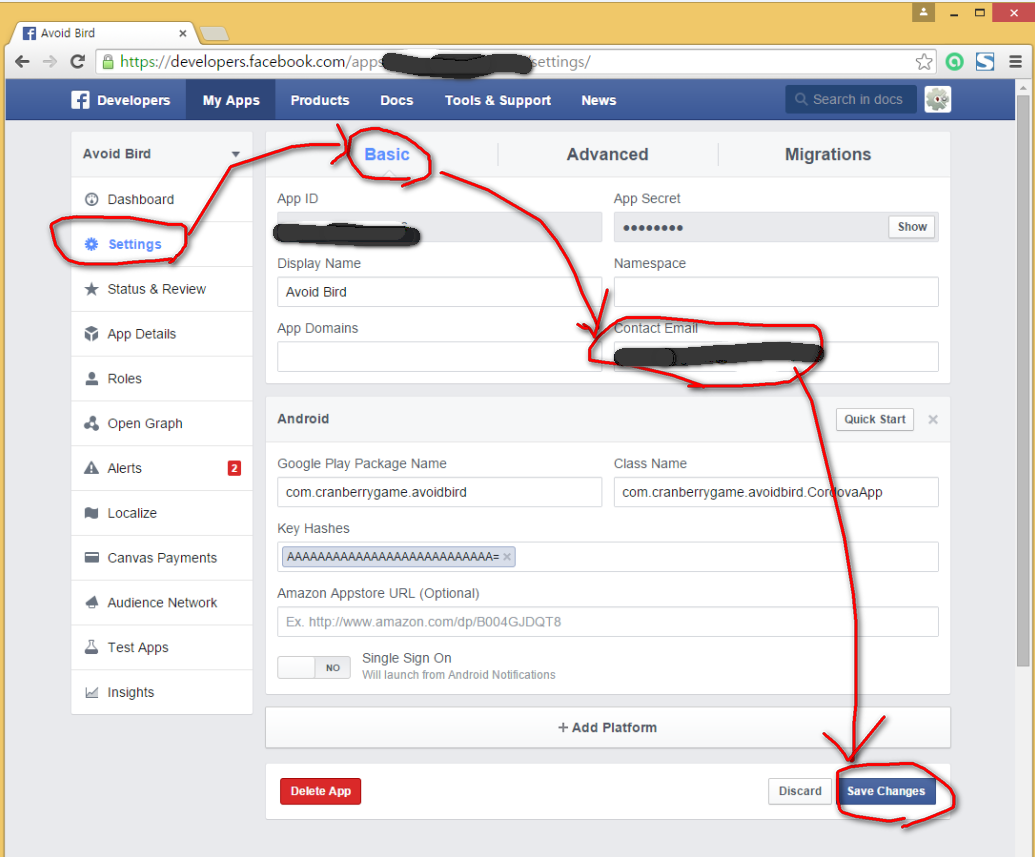 Avoid Bird
https://developers.facebook.com/apps
/settings/
Developers My Apps Products Docs Tools & Support News Search in docs
Avoid Bird
Dashboard
Settings
Status & Review
App Details
Roles
Open Graph
Alerts 2
Localize
Canvas Payments
Audience Network
Test Apps
Insights
Basic Advanced Migrations
App ID App Secret
●●●●●●●● Show
Display Name Namespace
Avoid Bird
App Domains Contact Email
Android Quick Start
Google Play Package Name Class Name
com.cranberrygame.avoidbird com.cranberrygame.avoidbird.CordovaApp
Key Hashes
AAAAAAAAAAAAAAAAAAAAAAAAAAA=
Amazon Appstore URL (Optional)
Ex. http://www.amazon.com/dp/B004GJDQT8
NO Single Sign On
Will launch from Android Notifications
+ Add Platform
Delete App Discard Save Changes